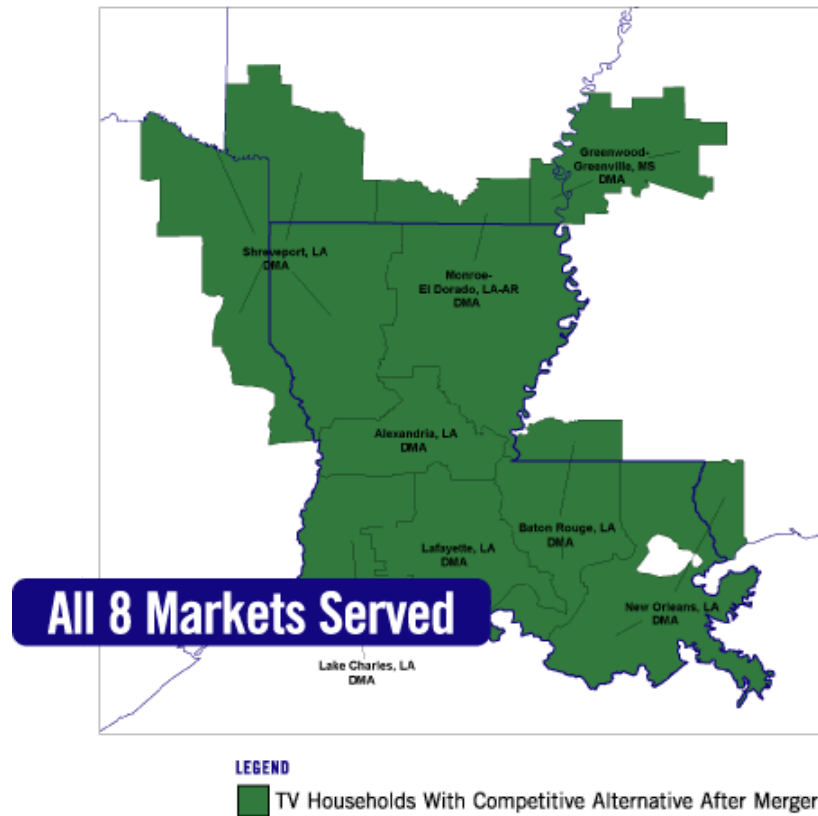 Greenwood-
Greenville, MS
DMA
Shreveport, LA
DMA
Monroe-
El Dorado, LA-AR
DMA
Alexandria, LA
DMA
Baton Rouge, LA
DMA
Lafayette, LA
DMA
All 8 Markets Served
New Orleans, LA
DMA
Lake Charles, LA
DMA
LEGEND
TV Households With Competitive Alternative After Merger